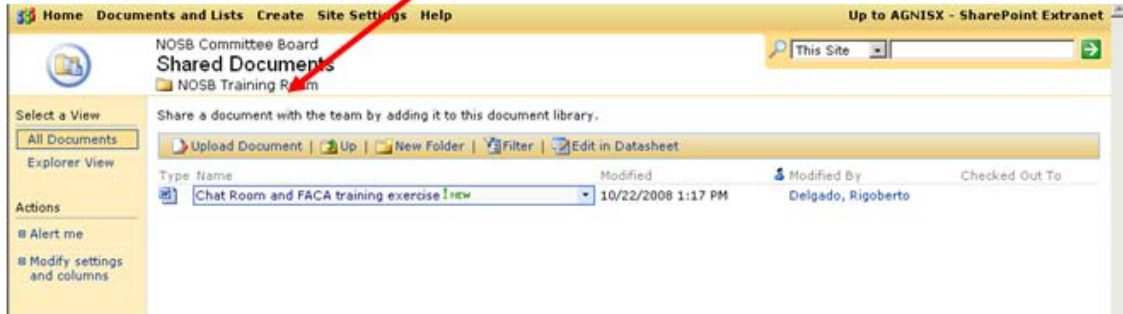 Home Documents and Lists Create Site Settings Help Up to AGNISX - SharePoint Extranet
NOSB Committee Board
Shared Documents
NOSB Training Room
This Site
Select a View
All Documents
Explorer View
Actions
Alert me
Modify settings
and columns
Share a document with the team by adding it to this document library.
Upload Document | Up | New Folder | Filter | Edit in Datasheet
Type Name Modified Modified By Checked Out To
Chat Room and FACA training exercise ! NEW 10/22/2008 1:17 PM Delgado, Rigoberto